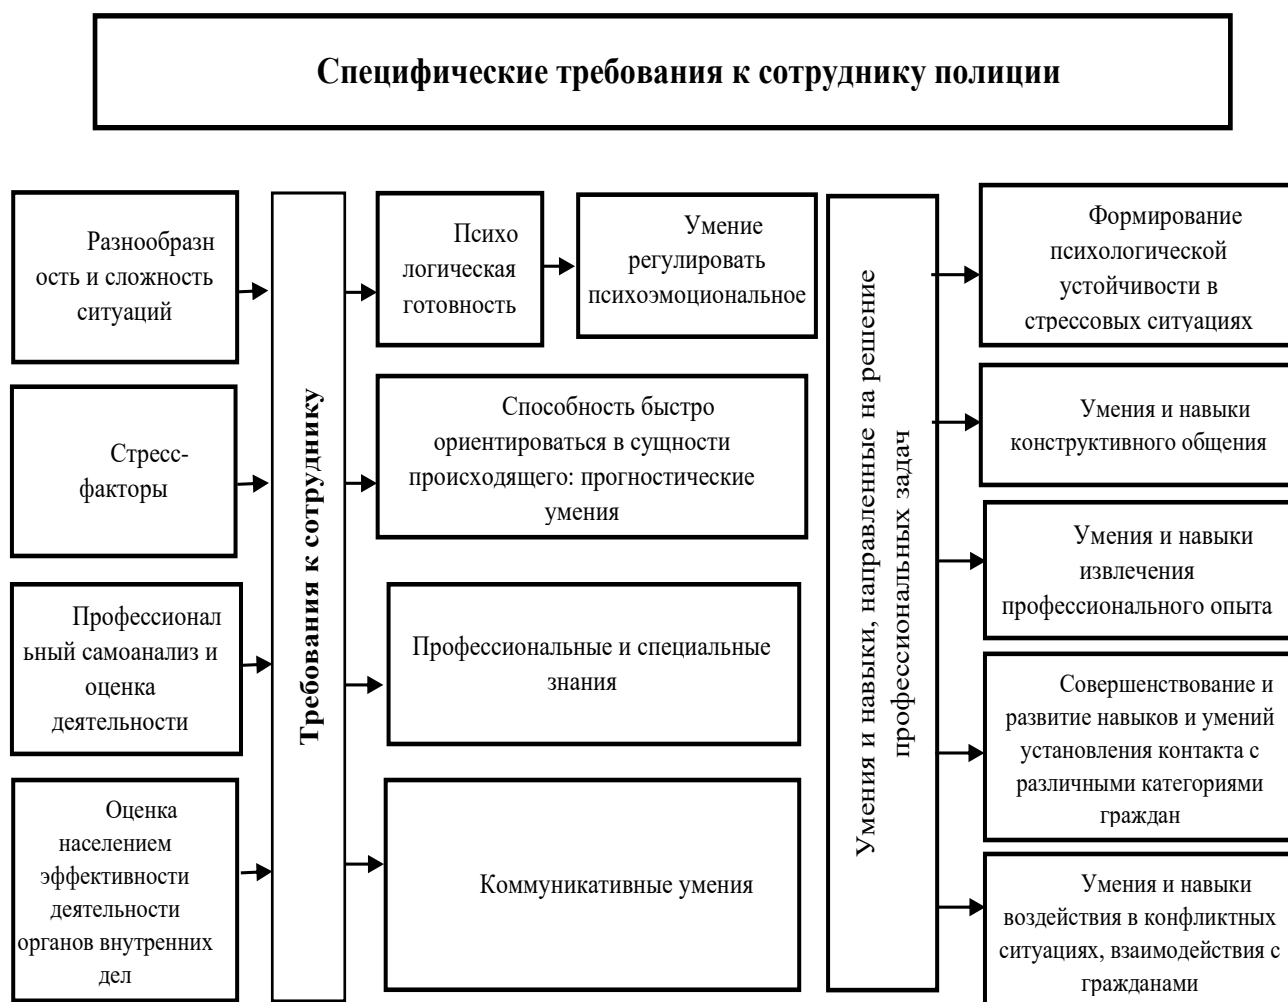 Специфические требования к сотруднику полиции
Разнообразн
ость и сложность
ситуаций
Стресс-
факторы
Профессионал
ьный самоанализ и
оценка
деятельности
Оценка
населением
эффективности
деятельности
органов внутренних
дел
Требования к сотруднику
Психо
логическая
готовность
Умение
регулировать
психоэмоциональное
Способность быстро
ориентироваться в сущности
происходящего: прогностические
умения
Профессиональные и специальные
знания
Коммуникативные умения
Умения и навыки, направленные на решение
профессиональных задач
Формирование
психологической
устойчивости в
стрессовых ситуациях
Умения и навыки
конструктивного общения
Умения и навыки
извлечения
профессионального опыта
Совершенствование и
развитие навыков и умений
установления контакта с
различными категориями
граждан
Умения и навыки
воздействия в конфликтных
ситуациях, взаимодействия с
гражданами